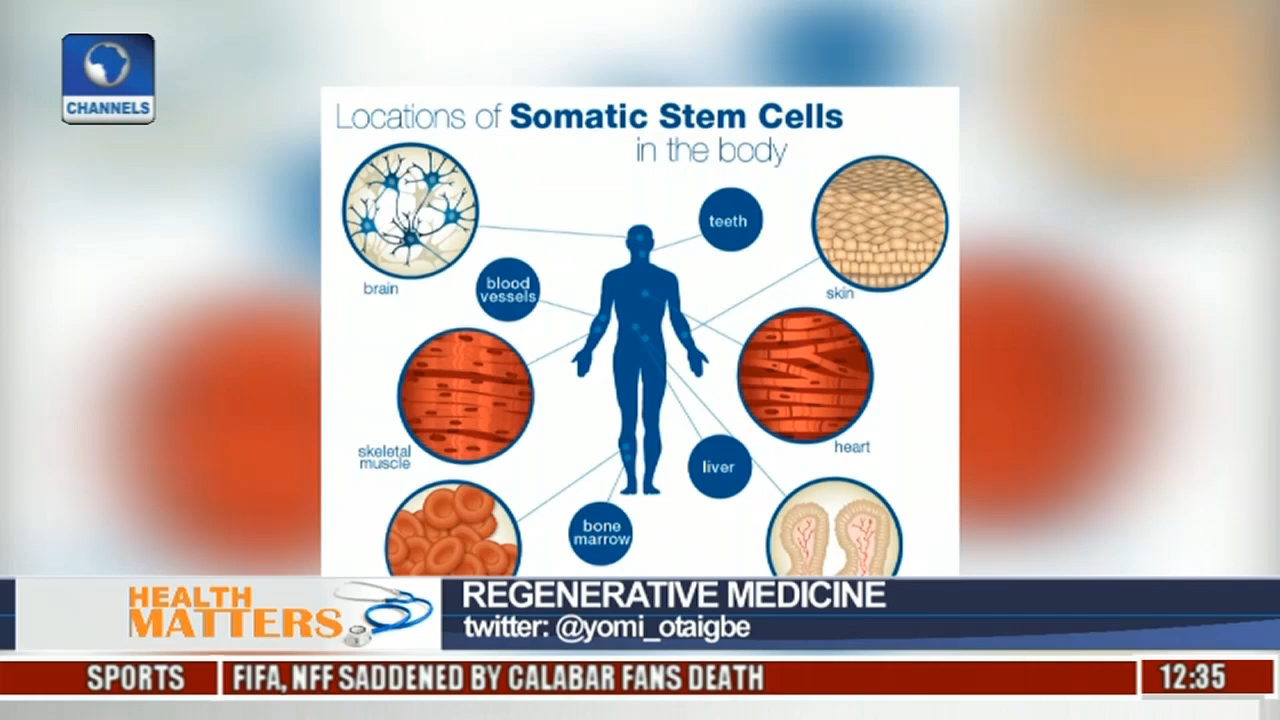 CHANNELS
Locations of Somatic Stem Cells
in the body
brain
blood
vessels
teeth
skin
skeletal
muscle
heart
liver
bone
marrow
HEALTH
MATTERS
REGENERATIVE MEDICINE
twitter: @yomi_otaigbe
SPORTS
FIFA, NFF SADDENED BY CALABAR FANS DEATH
12:35